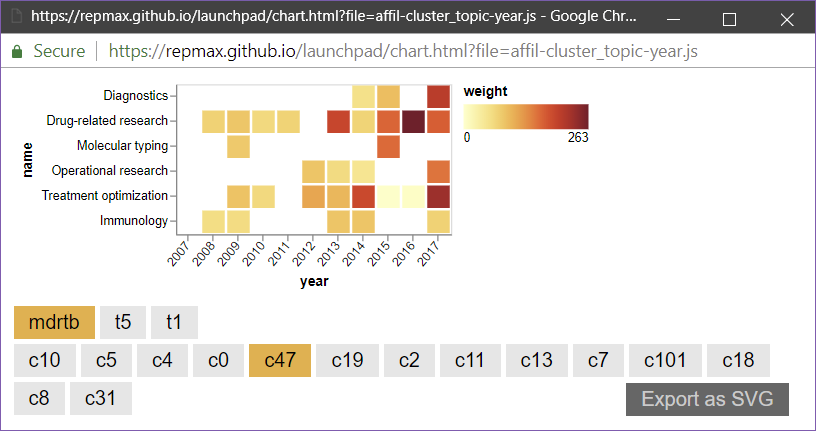 https://repmax.github.io/launchpad/chart.html?file=affil-cluster_topic-year.js - Google Chr...
Secure | https://repmax.github.io/launchpad/chart.html?file=affil-cluster_topic-year.js
name
Diagnostics
Drug-related research
Molecular typing
Operational research
Treatment optimization
Immunology
2007 2008 2009 2010 2011 2012 2013 2014 2015 2016 2017
year
weight
0 263
mdrtb t5 t1
c10 c5 c4 c0 c47 c19 c2 c11 c13 c7 c101 c18
c8 c31 Export as SVG